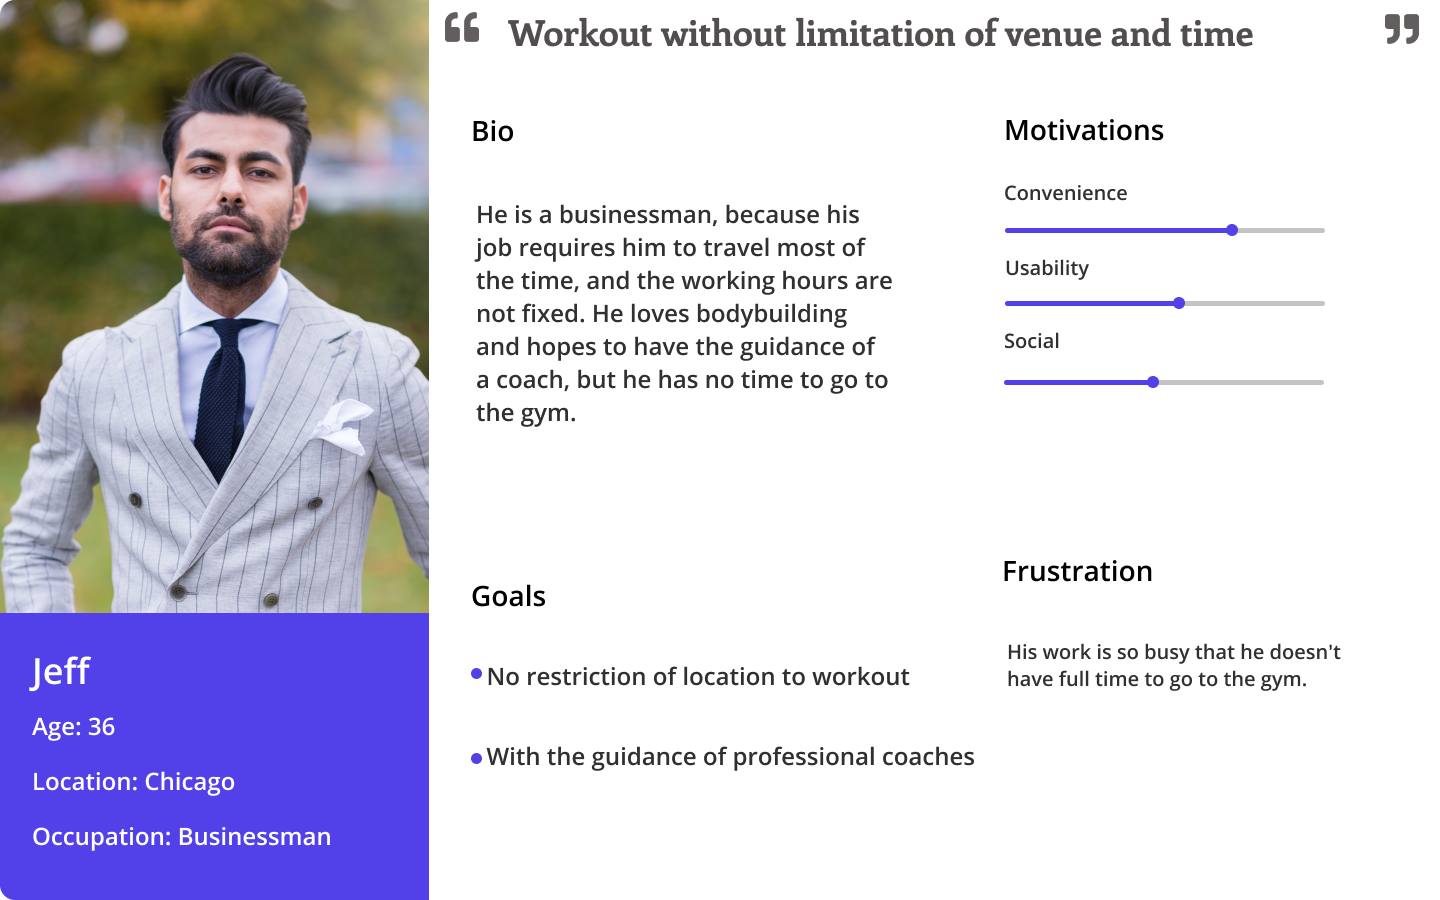 “ Workout without limitation of venue and time ”
Bio
He is a businessman, because his
job requires him to travel most of
the time, and the working hours are
not fixed. He loves bodybuilding
and hopes to have the guidance of
a coach, but he has no time to go to
the gym.
Motivations
Convenience
Usability
Social
Goals
No restriction of location to workout
With the guidance of professional coaches
Frustration
His work is so busy that he doesn't
have full time to go to the gym.
Jeff
Age: 36
Location: Chicago
Occupation: Businessman